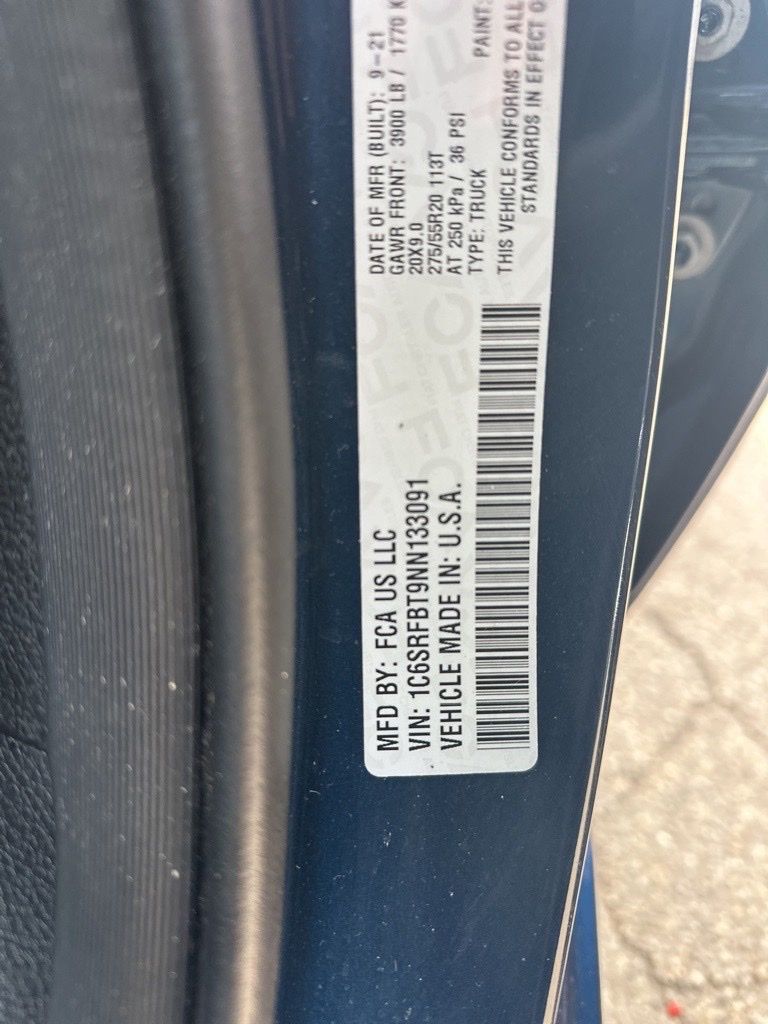 MFD BY: FCA US LLC
VIN: 1C6SRFBT9NN133091
VEHICLE MADE IN: U.S.A.
DATE OF MFR (BUILT): 9-21
GAWR FRONT: 3900 LB / 1770 K
20X9.0
275/55R20 113T
AT 250 kPa / 36 PSI
TYPE: TRUCK PAINT:
THIS VEHICLE CONFORMS TO ALL
STANDARDS IN EFFECT O